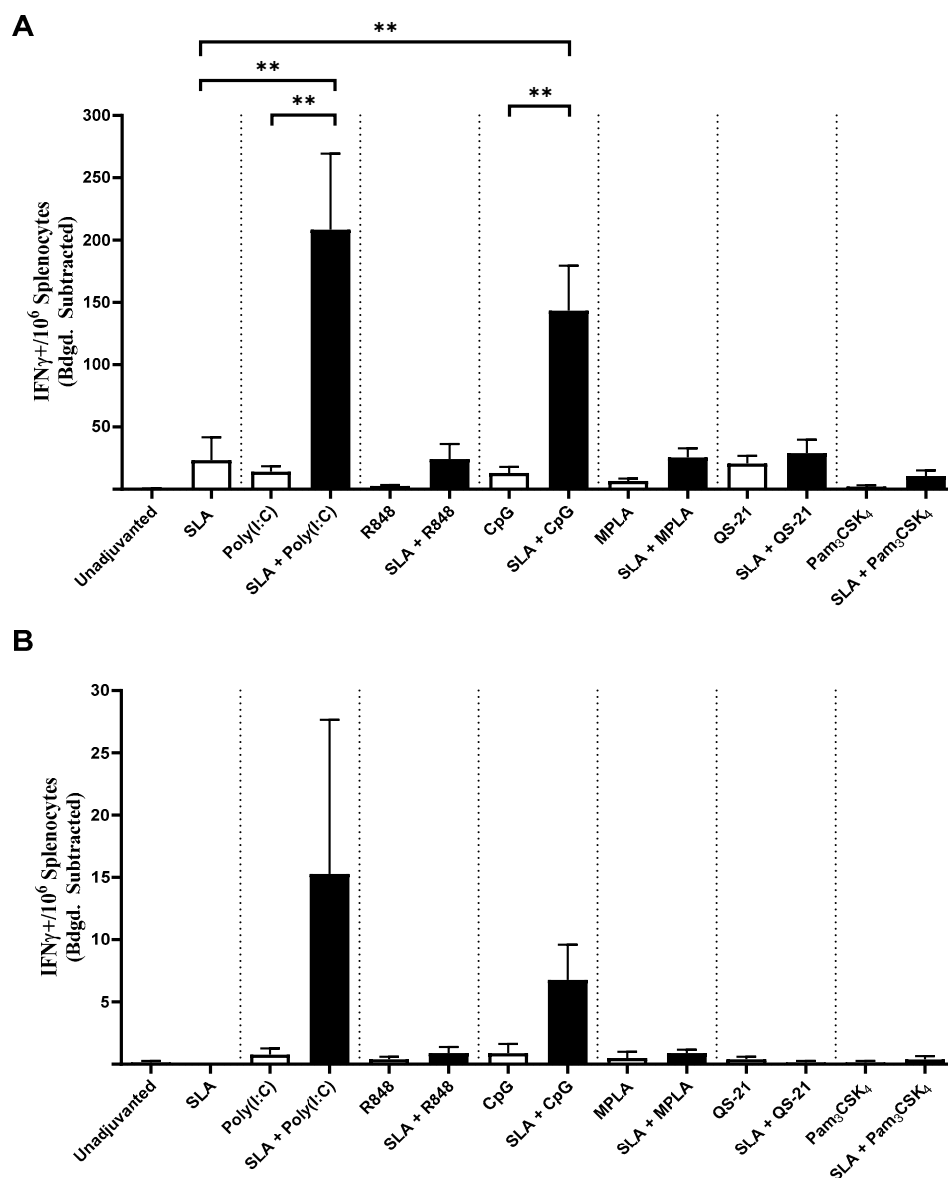 A
**
**
**
**
300
250
200
150
100
50
IFNγ+/10⁶ Splenocytes
(Bdgd. Subtracted)
Unadjuvanted
SLA
Poly(I:C)
SLA + Poly(I:C)
R848
SLA + R848
CpG
SLA + CpG
MPLA
SLA + MPLA
QS-21
SLA + QS-21
Pam₃CSK₄
SLA + Pam₃CSK₄
B
30
25
20
15
10
5
IFNγ+/10⁶ Splenocytes
(Bdgd. Subtracted)
Unadjuvanted
SLA
Poly(I:C)
SLA + Poly(I:C)
R848
SLA + R848
CpG
SLA + CpG
MPLA
SLA + MPLA
QS-21
SLA + QS-21
Pam₃CSK₄
SLA + Pam₃CSK₄